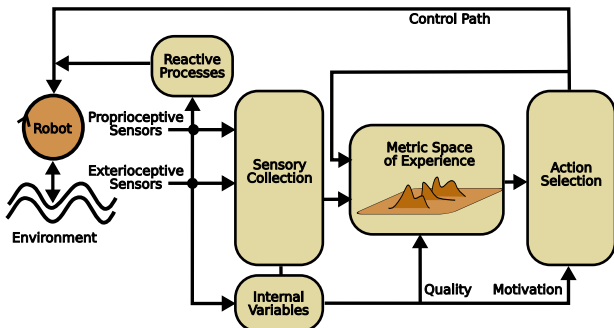 Control Path
Reactive
Processes
Proprioceptive
Sensors
Robot
Exterioceptive
Sensors
Sensory
Collection
Metric Space
of Experience
Action
Selection
Environment
Internal
Variables
Quality
Motivation